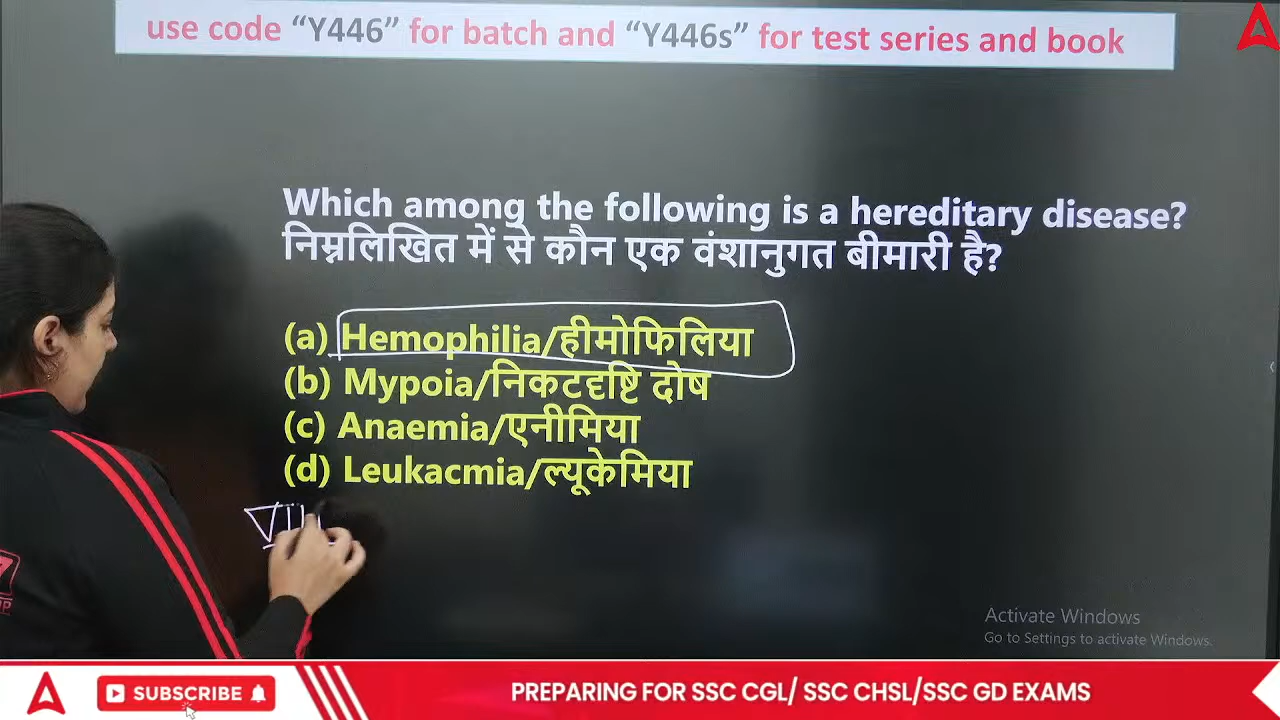 use code “Y446” for batch and “Y446s” for test series and book
Which among the following is a hereditary disease?
निम्नलिखित में से कौन एक वंशानुगत बीमारी है?
(a) Hemophilia/हीमोफिलिया
(b) Mypoia/निकटदृष्टि दोष
(c) Anaemia/एनीमिया
(d) Leukacmia/ल्यूकेमिया
VIII
Activate Windows
Go to Settings to activate Windows.
SUBSCRIBE
PREPARING FOR SSC CGL/ SSC CHSL/SSC GD EXAMS